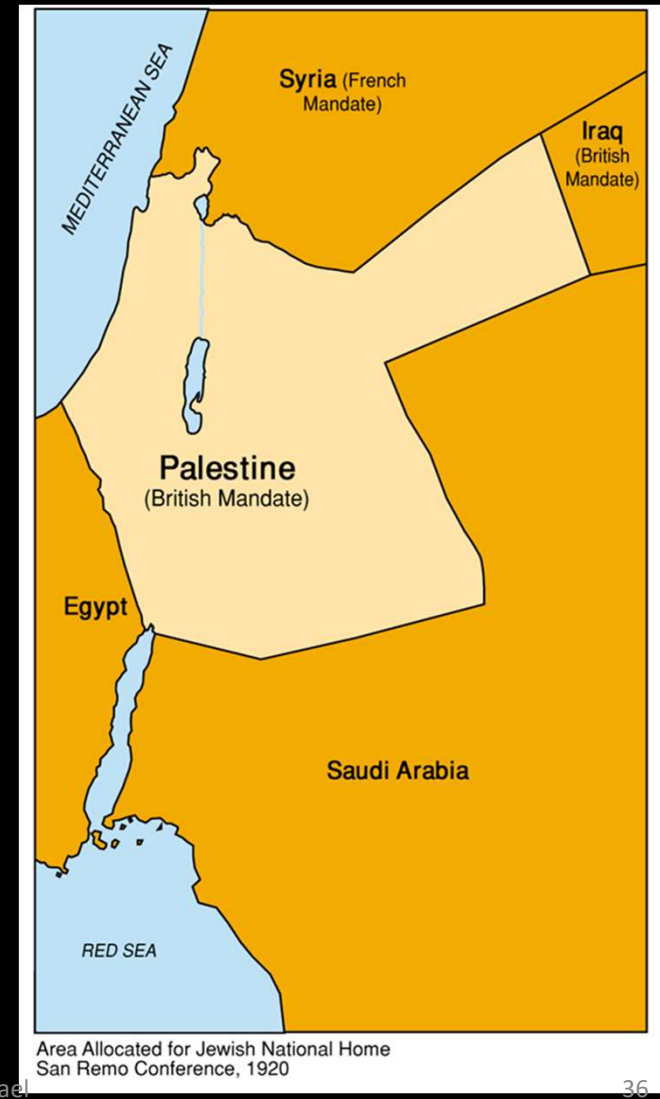 MEDITERRANEAN SEA
Syria (French
Mandate)
Iraq
(British
Mandate)
Palestine
(British Mandate)
Egypt
Saudi Arabia
RED SEA
Area Allocated for Jewish National Home
San Remo Conference, 1920
ael
36